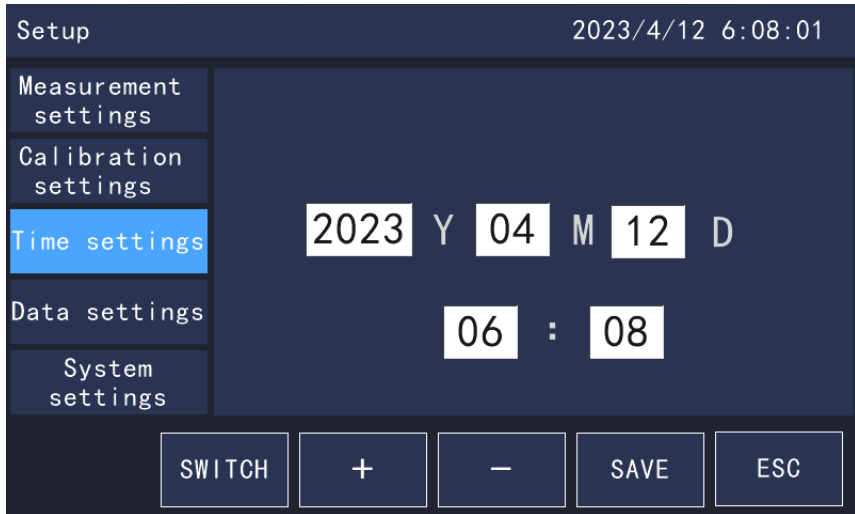 Setup 2023/4/12 6:08:01
Measurement
settings
Calibration
settings
Time settings
Data settings
System
settings
2023 Y 04 M 12 D
06 : 08
SWITCH + − SAVE ESC